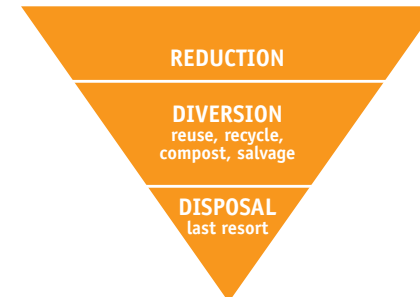 REDUCTION
DIVERSION
reuse, recycle,
compost, salvage
DISPOSAL
last resort